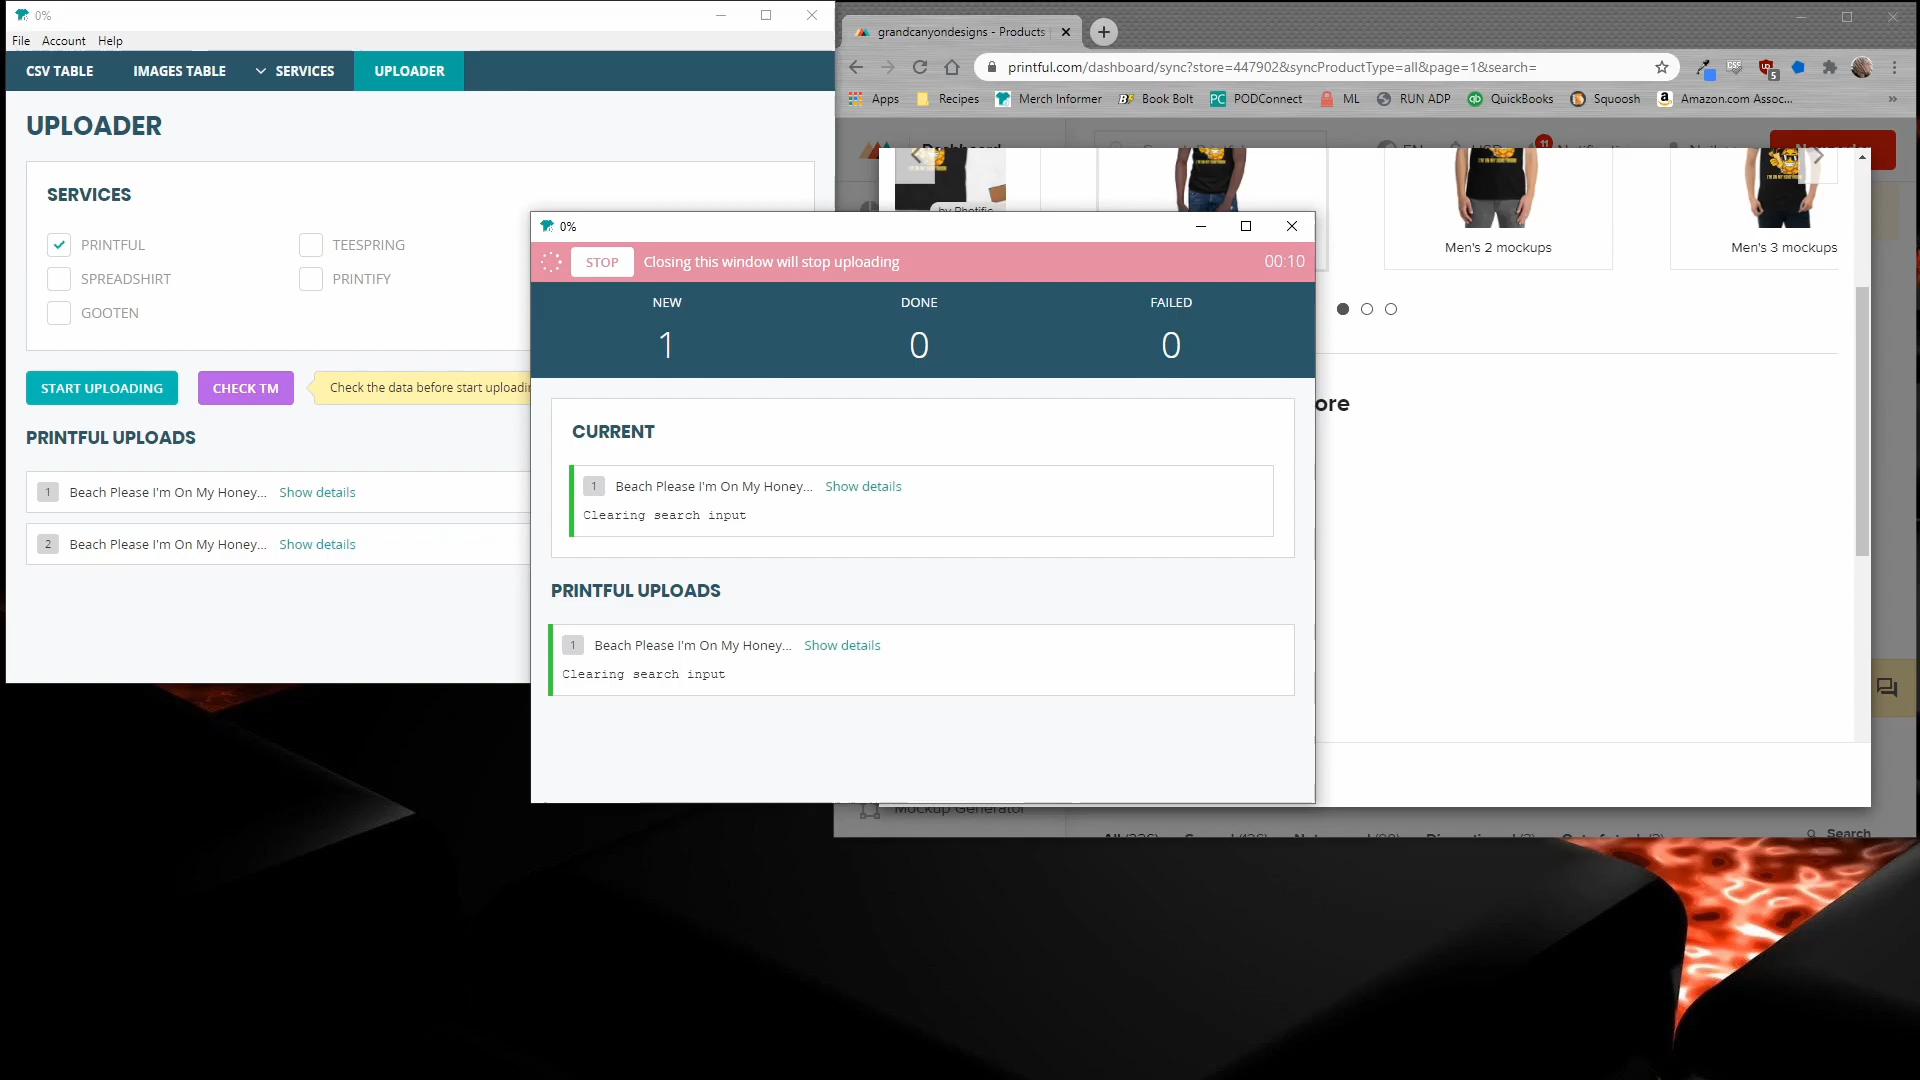 0%
File Account Help
CSV TABLE IMAGES TABLE SERVICES UPLOADER
UPLOADER
SERVICES
PRINTFUL TEESPRING
SPREADSHIRT PRINTIFY
GOOTEN
START UPLOADING CHECK TM Check the data before start uploadin
PRINTFUL UPLOADS
1 Beach Please I'm On My Honey... Show details
2 Beach Please I'm On My Honey... Show details
0%
STOP Closing this window will stop uploading 00:10
NEW DONE FAILED
1 0 0
CURRENT
1 Beach Please I'm On My Honey... Show details
Clearing search input
PRINTFUL UPLOADS
1 Beach Please I'm On My Honey... Show details
Clearing search input
grandcanyondesigns - Products
printful.com/dashboard/sync?store=447902&syncProductType=all&page=1&search=
5
Apps Recipes Merch Informer Book Bolt PODConnect ML RUN ADP QuickBooks Squoosh Amazon.com Assoc... »
Dashboard
11
Men's 2 mockups Men's 3 mockups
ore
Mockup Generator
Search